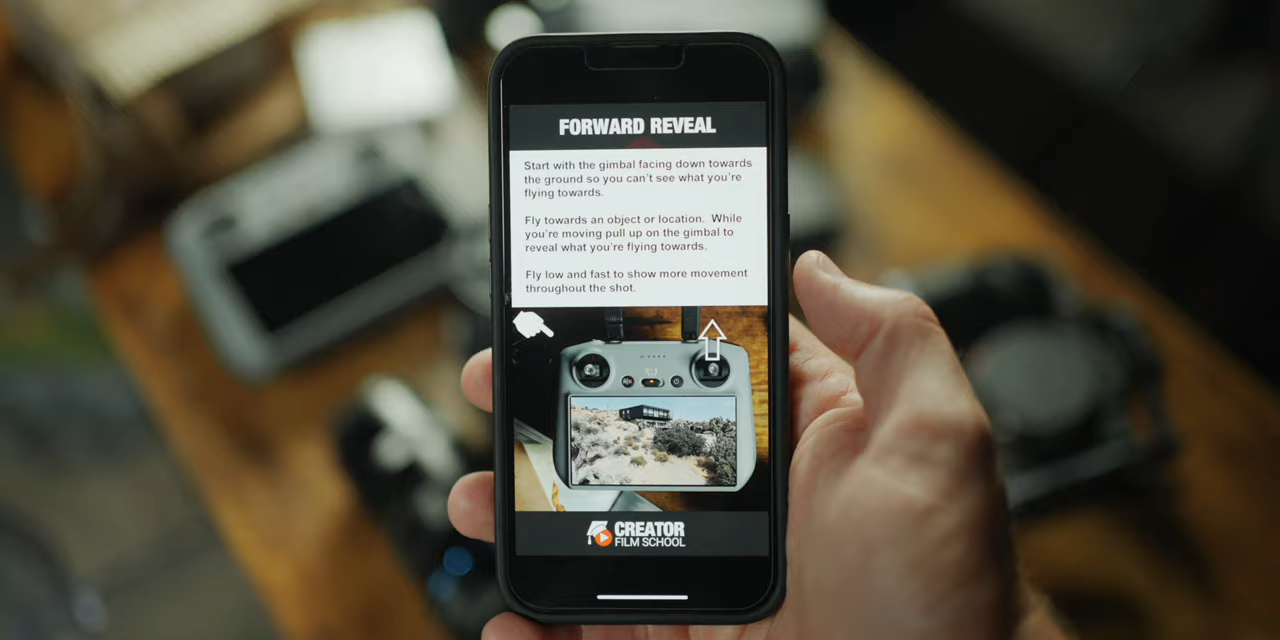 FORWARD REVEAL
Start with the gimbal facing down towards
the ground so you can't see what you're
flying towards.
Fly towards an object or location.  While
you're moving pull up on the gimbal to
reveal what you're flying towards.
Fly low and fast to show more movement
throughout the shot.
CREATOR
FILM SCHOOL